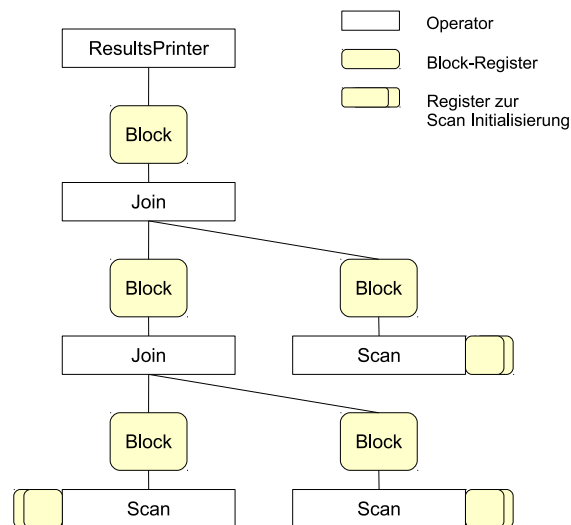 Operator
ResultsPrinter
Block-Register
Register zur
Scan Initialisierung
Block
Join
Block
Block
Join
Scan
Block
Block
Scan
Scan